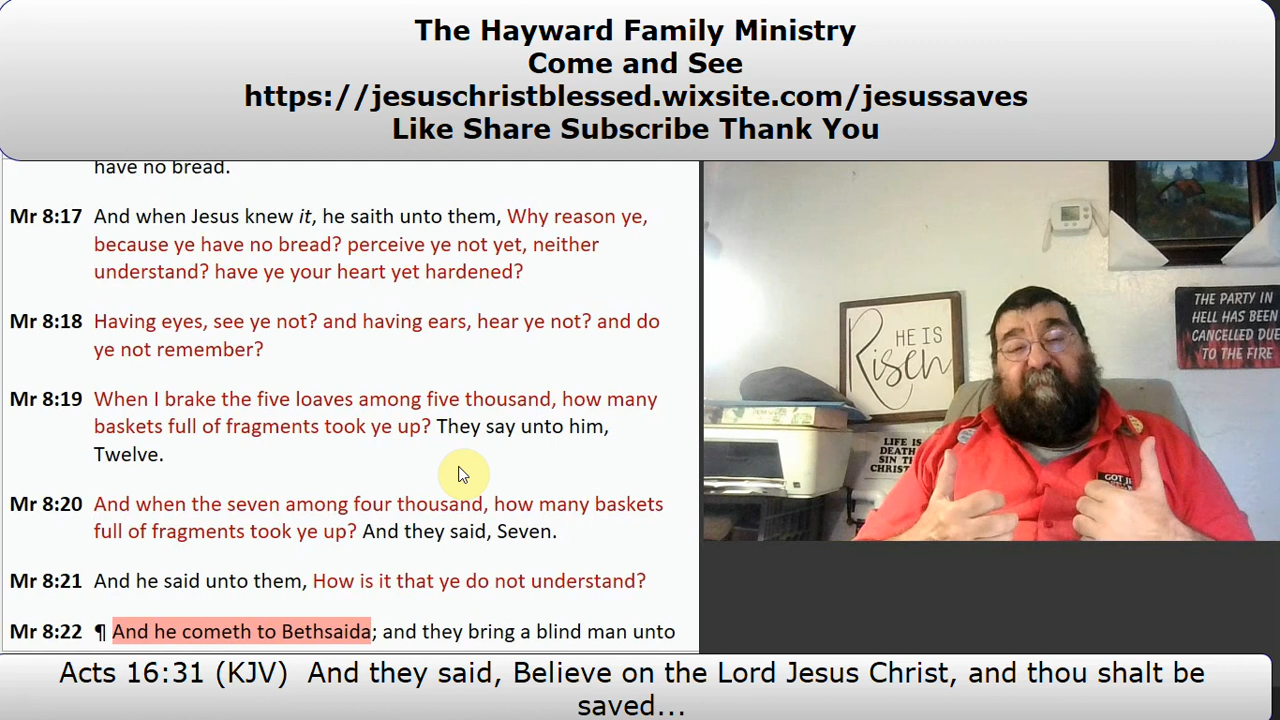 The Hayward Family Ministry
Come and See
https://jesuschristblessed.wixsite.com/jesussaves
Like Share Subscribe Thank You
have no bread.
Mr 8:17 And when Jesus knew it, he saith unto them, Why reason ye,
because ye have no bread? perceive ye not yet, neither
understand? have ye your heart yet hardened?
Mr 8:18 Having eyes, see ye not? and having ears, hear ye not? and do
ye not remember?
Mr 8:19 When I brake the five loaves among five thousand, how many
baskets full of fragments took ye up? They say unto him,
Twelve.
Mr 8:20 And when the seven among four thousand, how many baskets
full of fragments took ye up? And they said, Seven.
Mr 8:21 And he said unto them, How is it that ye do not understand?
Mr 8:22 ¶ And he cometh to Bethsaida; and they bring a blind man unto
HE IS
Risen
THE PARTY IN
HELL HAS BEEN
CANCELLED DUE
TO THE FIRE
LIFE IS
DEATH
SIN
CHRIST
GOT
Acts 16:31 (KJV) And they said, Believe on the Lord Jesus Christ, and thou shalt be
saved...